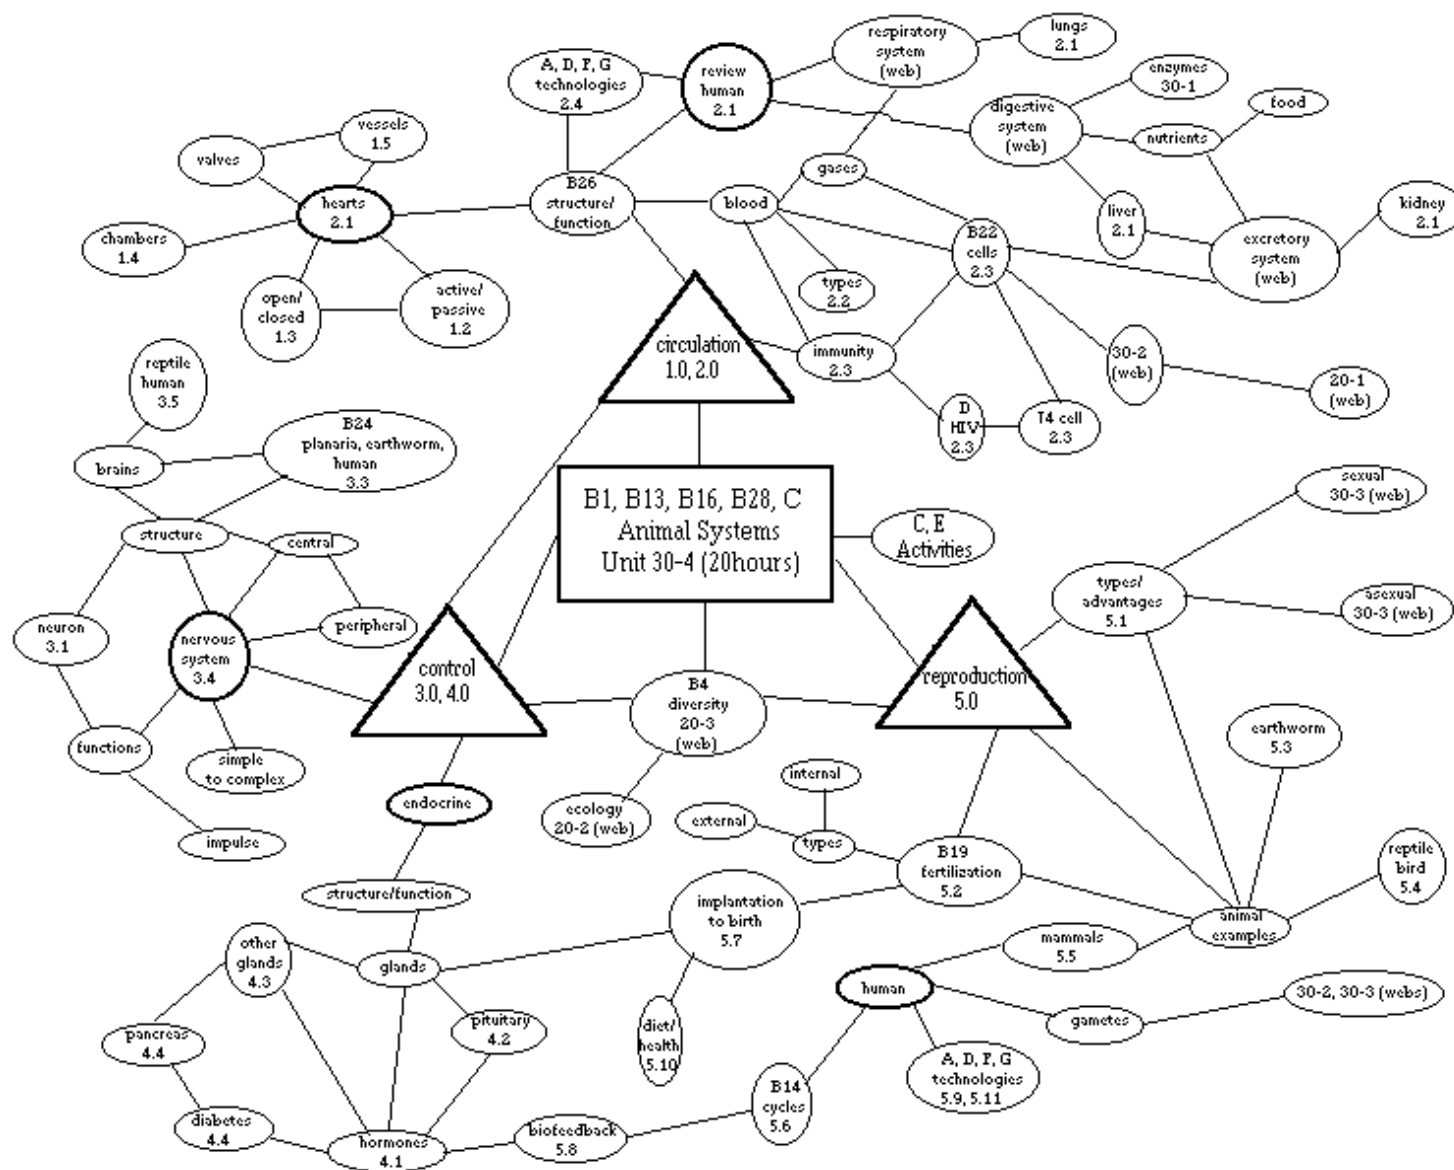 respiratory
system
(web)
lungs
2.1
A, D, F, G
technologies
2.4
review
human
2.1
enzymes
30-1
food
digestive
system
(web)
nutrients
vessels
1.5
valves
gases
hearts
2.1
B26
structure/
function
blood
liver
2.1
kidney
2.1
chambers
1.4
B22
cells
2.3
excretory
system
(web)
types
2.2
open/
closed
1.3
active/
passive
1.2
circulation
1.0, 2.0
immunity
2.3
30-2
(web)
20-1
(web)
reptile
human
3.5
D
HIV
2.3
T4 cell
2.3
B24
planaria, earthworm,
human
3.3
brains
sexual
30-3 (web)
B1, B13, B16, B28, C
Animal Systems
Unit 30-4 (20hours)
C, E
Activities
structure
central
types/
advantages
5.1
asexual
30-3 (web)
neuron
3.1
peripheral
nervous
system
3.4
control
3.0, 4.0
B4
diversity
20-3
(web)
reproduction
5.0
earthworm
5.3
functions
simple
to complex
internal
endocrine
ecology
20-2 (web)
external
types
impulse
B19
fertilization
5.2
reptile
bird
5.4
structure/function
implantation
to birth
5.7
animal
examples
other
glands
4.3
glands
mammals
5.5
human
30-2, 30-3 (webs)
gametes
pancreas
4.4
pituitary
4.2
diet/
health
5.10
A, D, F, G
technologies
5.9, 5.11
B14
cycles
5.6
diabetes
4.4
hormones
4.1
biofeedback
5.8